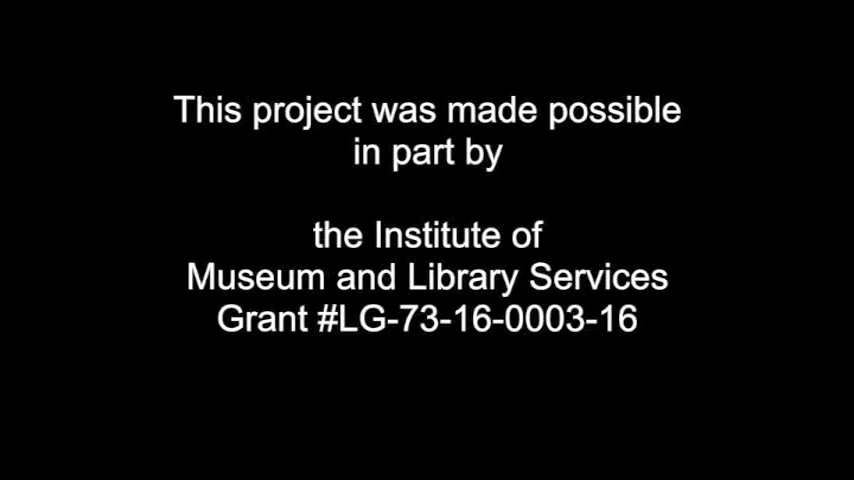 This project was made possible
in part by
the Institute of
Museum and Library Services
Grant #LG-73-16-0003-16